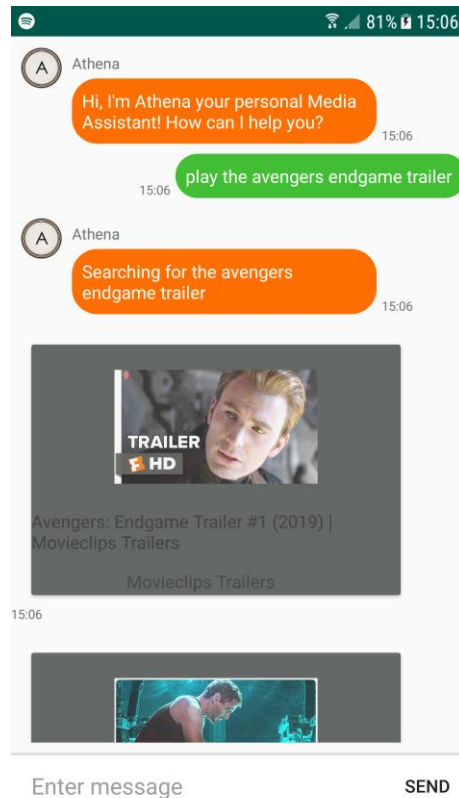 81% 15:06
A
Athena
Hi, I'm Athena your personal Media
Assistant! How can I help you?
15:06
play the avengers endgame trailer
15:06
A
Athena
Searching for the avengers
endgame trailer
15:06
TRAILER
F HD
Avengers: Endgame Trailer #1 (2019) |
Movieclips Trailers
Movieclips Trailers
15:06
Enter message
SEND